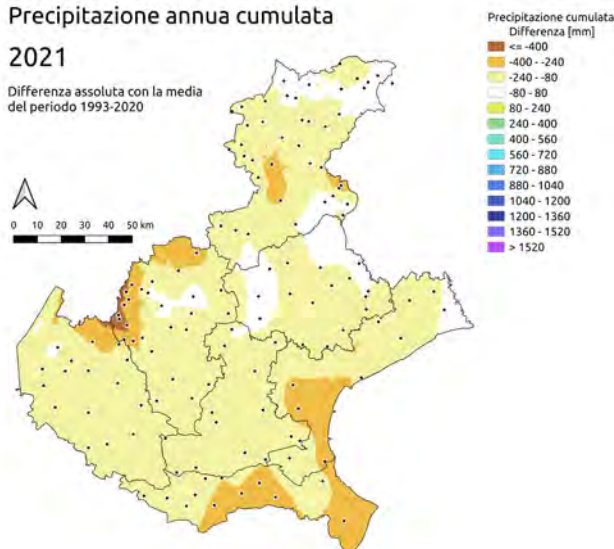 Precipitazione annua cumulata
2021
Differenza assoluta con la media
del periodo 1993-2020
0 10 20 30 40 50 km
Precipitazione cumulata
Differenza [mm]
<= -400
-400 - -240
-240 - -80
-80 - 80
80 - 240
240 - 400
400 - 560
560 - 720
720 - 880
880 - 1040
1040 - 1200
1200 - 1360
1360 - 1520
> 1520